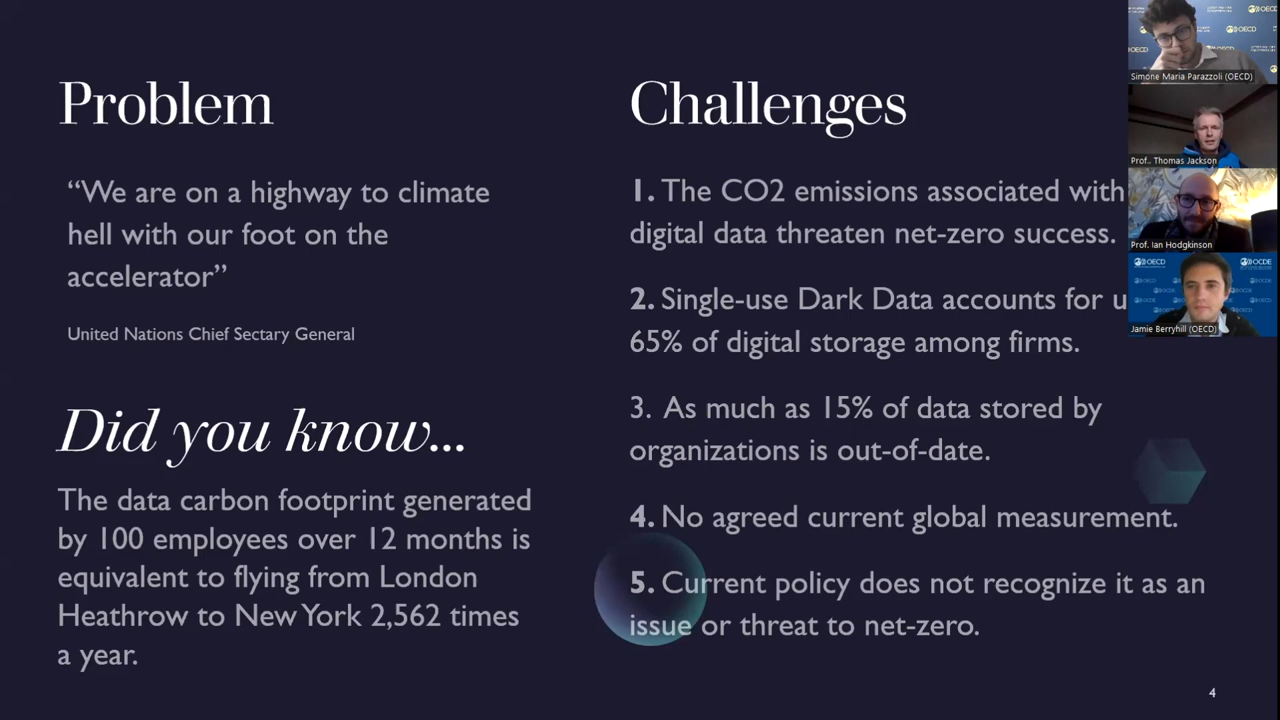 Problem
“We are on a highway to climate
hell with our foot on the
accelerator”
United Nations Chief Sectary General
Did you know...
The data carbon footprint generated
by 100 employees over 12 months is
equivalent to flying from London
Heathrow to New York 2,562 times
a year.
Challenges
1. The CO2 emissions associated with
digital data threaten net-zero success.
2. Single-use Dark Data accounts for u
65% of digital storage among firms.
3. As much as 15% of data stored by
organizations is out-of-date.
4. No agreed current global measurement.
5. Current policy does not recognize it as an
issue or threat to net-zero.
4
OECD
Simone Maria Parazzoli (OECD)
Prof.. Thomas Jackson
Prof. Ian Hodgkinson
OECD
OCDE
Jamie Berryhill (OECD)